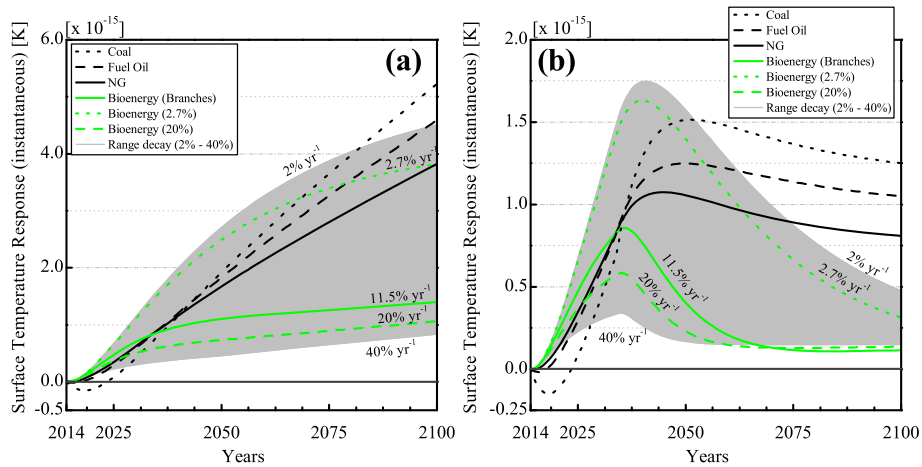 [x 10^-15]
(a)
Coal
Fuel Oil
NG
Bioenergy (Branches)
Bioenergy (2.7%)
Bioenergy (20%)
Range decay (2% - 40%)
Surface Temperature Response (instantaneous) [K]
6.0
4.0
2.0
0.0
-0.5
2% yr^-1
2.7% yr^-1
11.5% yr^-1
20% yr^-1
40% yr^-1
2014 2025 2050 2075 2100
Years
[x 10^-15]
(b)
Coal
Fuel Oil
NG
Bioenergy (Branches)
Bioenergy (2.7%)
Bioenergy (20%)
Range decay (2% - 40%)
Surface Temperature Response (instantaneous) [K]
2.0
1.5
1.0
0.5
0.0
-0.25
11.5% yr^-1
20% yr^-1
2% yr^-1
2.7% yr^-1
40% yr^-1
2014 2025 2050 2075 2100
Years